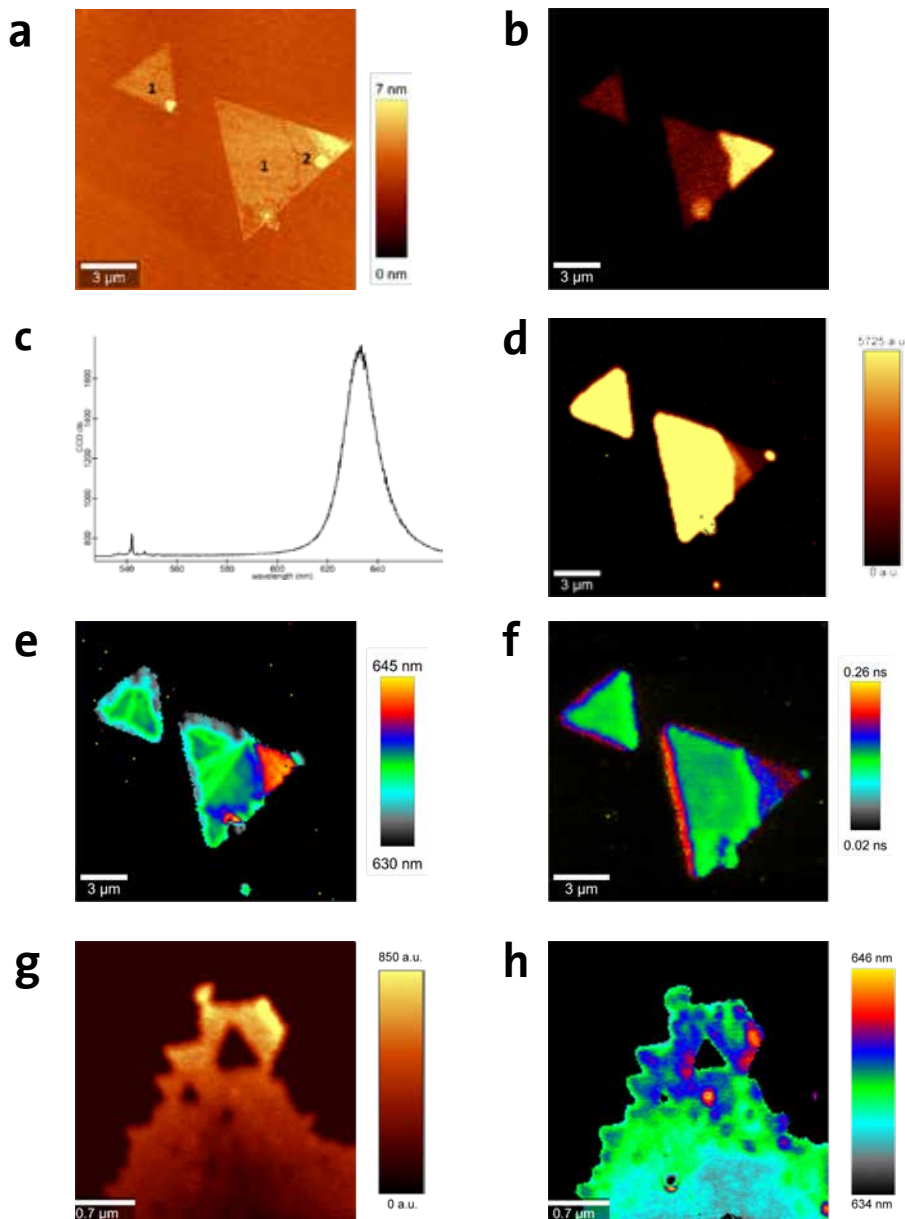 a
1
1
2
3 µm
7 nm
0 nm
b
3 µm
c
CCD cts
1600
1400
1200
1000
800
540
560
580
600
620
640
wavelength (nm)
d
3 µm
5725 a.u
0 a.u.
e
3 µm
645 nm
630 nm
f
3 µm
0.26 ns
0.02 ns
g
0.7 µm
850 a.u.
0 a.u.
h
0.7 µm
646 nm
634 nm